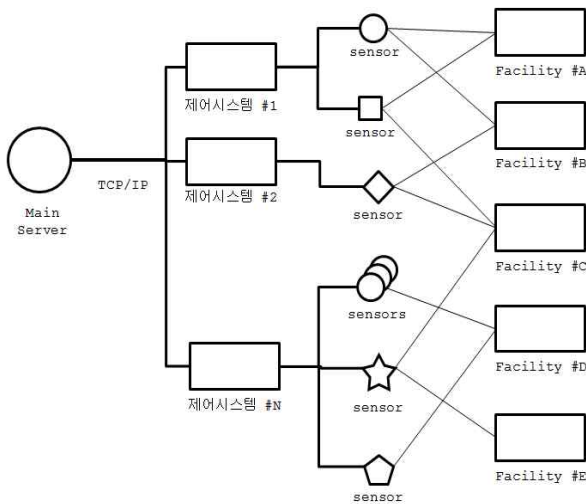 sensor
Facility #A
제어시스템 #1
sensor
Facility #B
TCP/IP
제어시스템 #2
sensor
Main
Server
Facility #C
sensors
Facility #D
제어시스템 #N
sensor
Facility #E
sensor